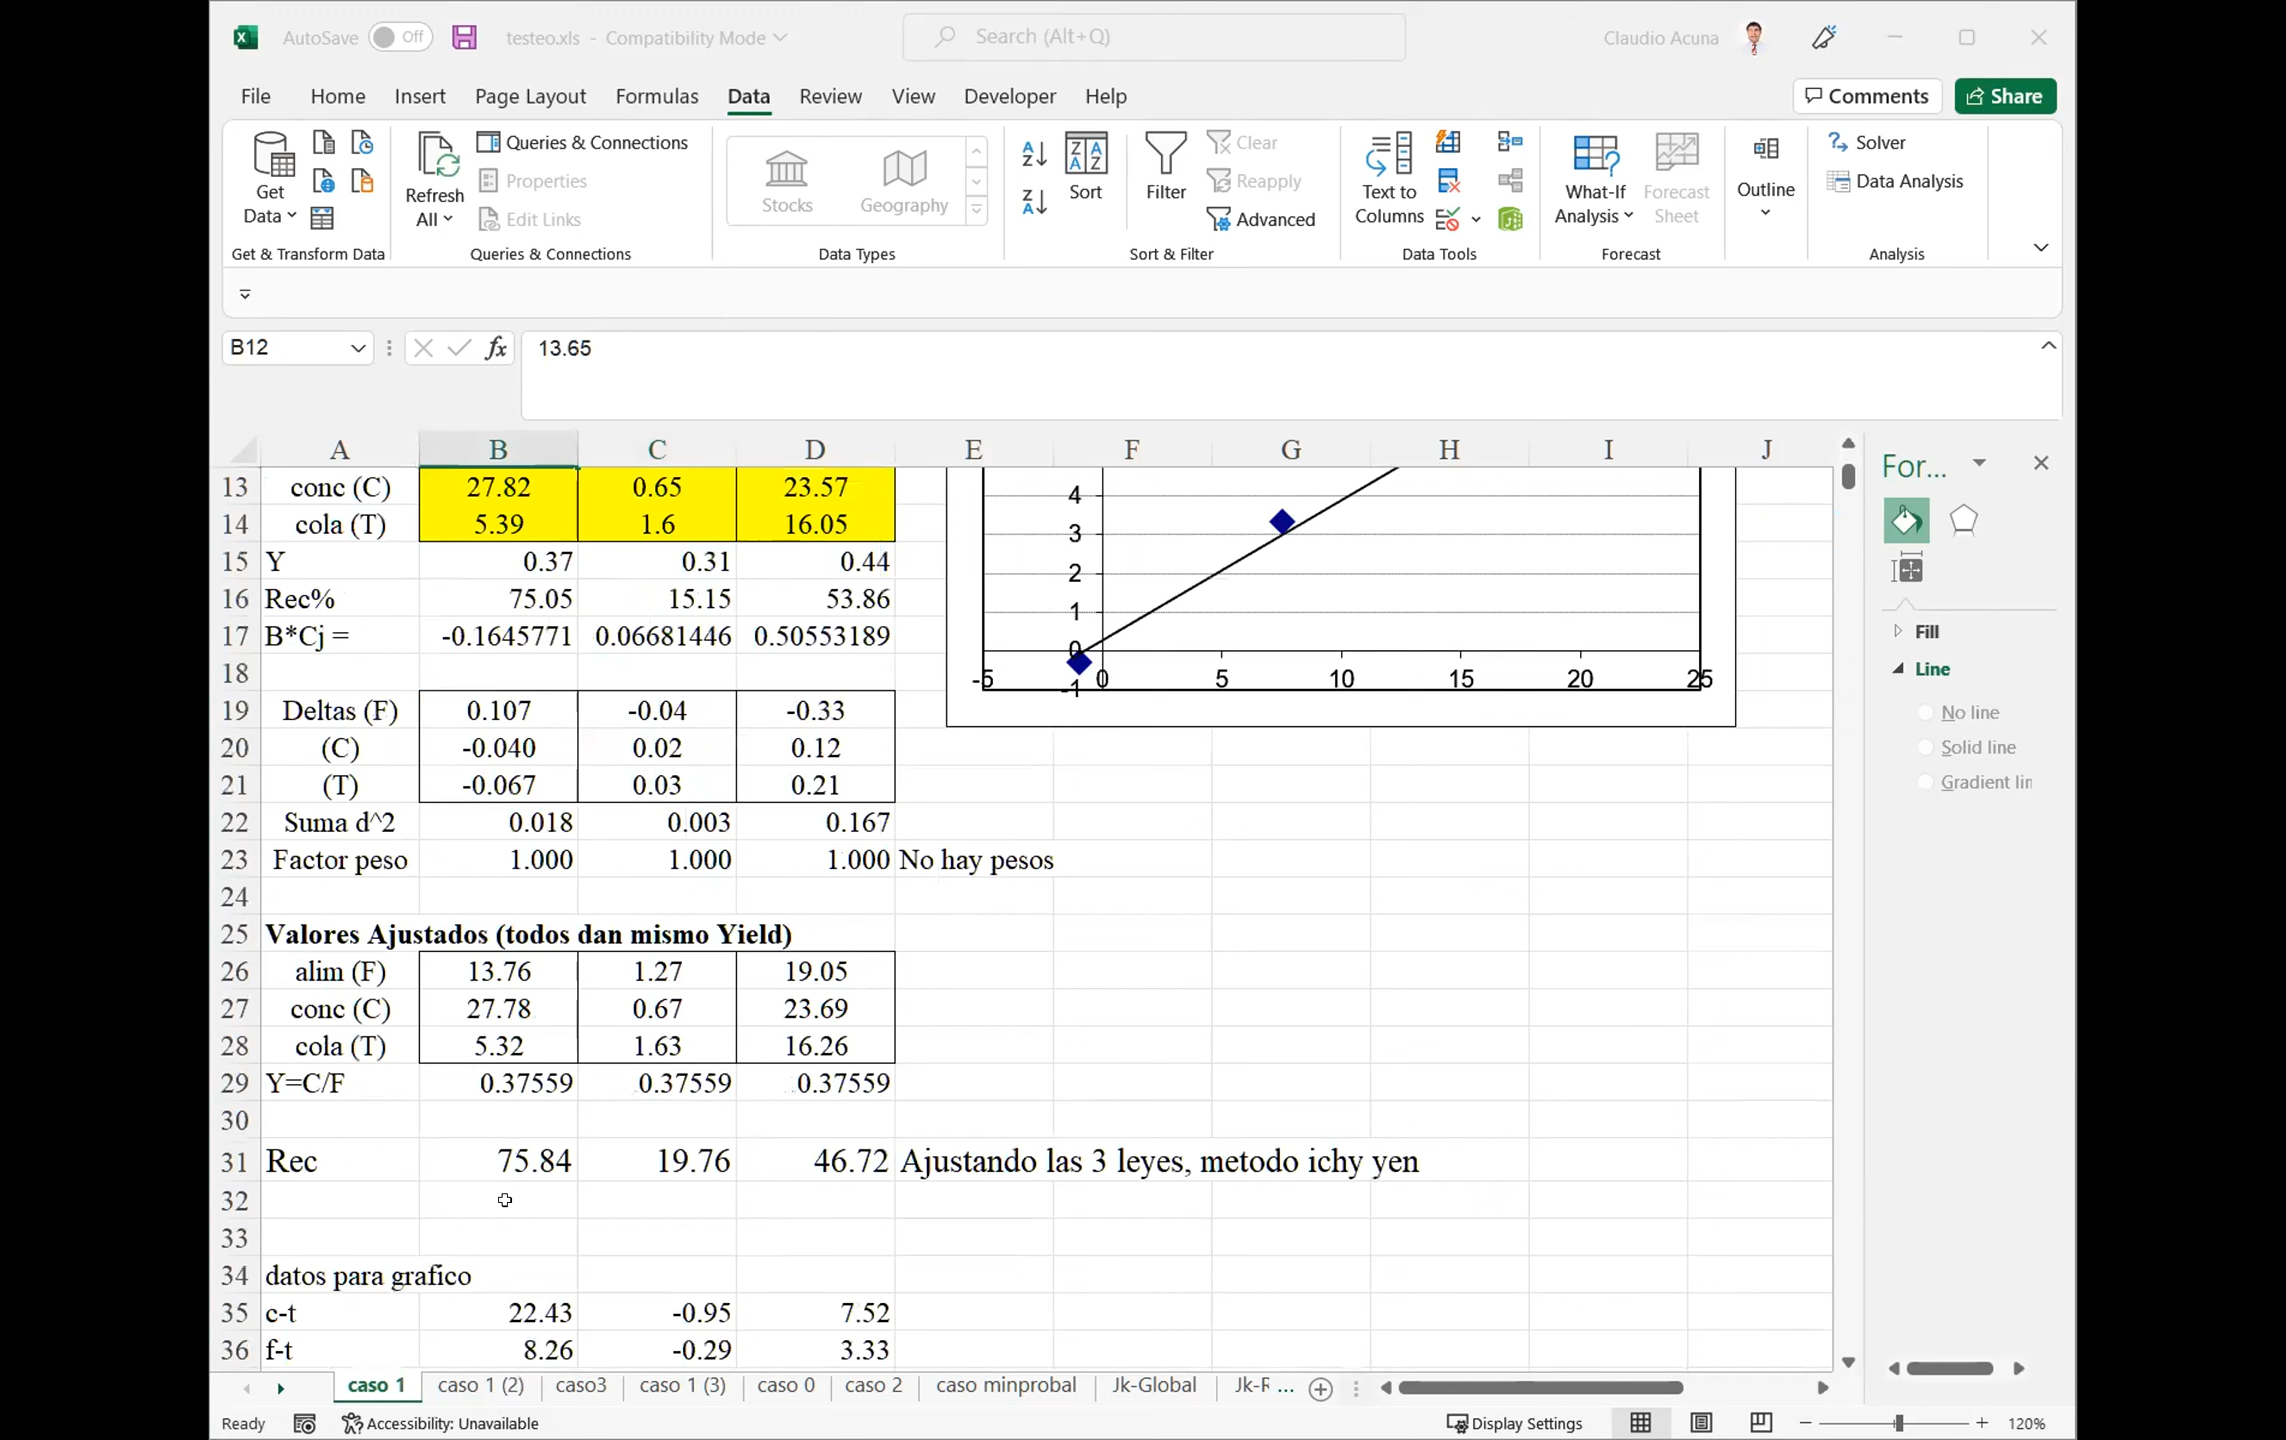 AutoSave Off testeo.xls - Compatibility Mode Search (Alt+Q) Claudio Acuna
File Home Insert Page Layout Formulas Data Review View Developer Help Comments Share
Get Data
Refresh All
Queries & Connections
Properties
Edit Links
Stocks
Geography
Sort
Filter
Clear
Reapply
Advanced
Text to Columns
What-If Analysis
Forecast Sheet
Outline
Solver
Data Analysis
Get & Transform Data Queries & Connections Data Types Sort & Filter Data Tools Forecast Analysis
B12 fx 13.65
A B C D E F G H I J
13 conc (C) 27.82 0.65 23.57
14 cola (T) 5.39 1.6 16.05
15 Y 0.37 0.31 0.44
16 Rec% 75.05 15.15 53.86
17 B*Cj = -0.1645771 0.06681446 0.50553189
18
19 Deltas (F) 0.107 -0.04 -0.33
20 (C) -0.040 0.02 0.12
21 (T) -0.067 0.03 0.21
22 Suma d^2 0.018 0.003 0.167
23 Factor peso 1.000 1.000 1.000 No hay pesos
24
25 Valores Ajustados (todos dan mismo Yield)
26 alim (F) 13.76 1.27 19.05
27 conc (C) 27.78 0.67 23.69
28 cola (T) 5.32 1.63 16.26
29 Y=C/F 0.37559 0.37559 0.37559
30
31 Rec 75.84 19.76 46.72 Ajustando las 3 leyes, metodo ichy yen
32
33
34 datos para grafico
35 c-t 22.43 -0.95 7.52
36 f-t 8.26 -0.29 3.33
4
3
2
1
0
-1
-5 0 5 10 15 20 25
For...
Fill
Line
No line
Solid line
Gradient lin
caso 1 caso 1 (2) caso3 caso 1 (3) caso 0 caso 2 caso minprobal Jk-Global Jk-F ...
Ready Accessibility: Unavailable Display Settings 120%